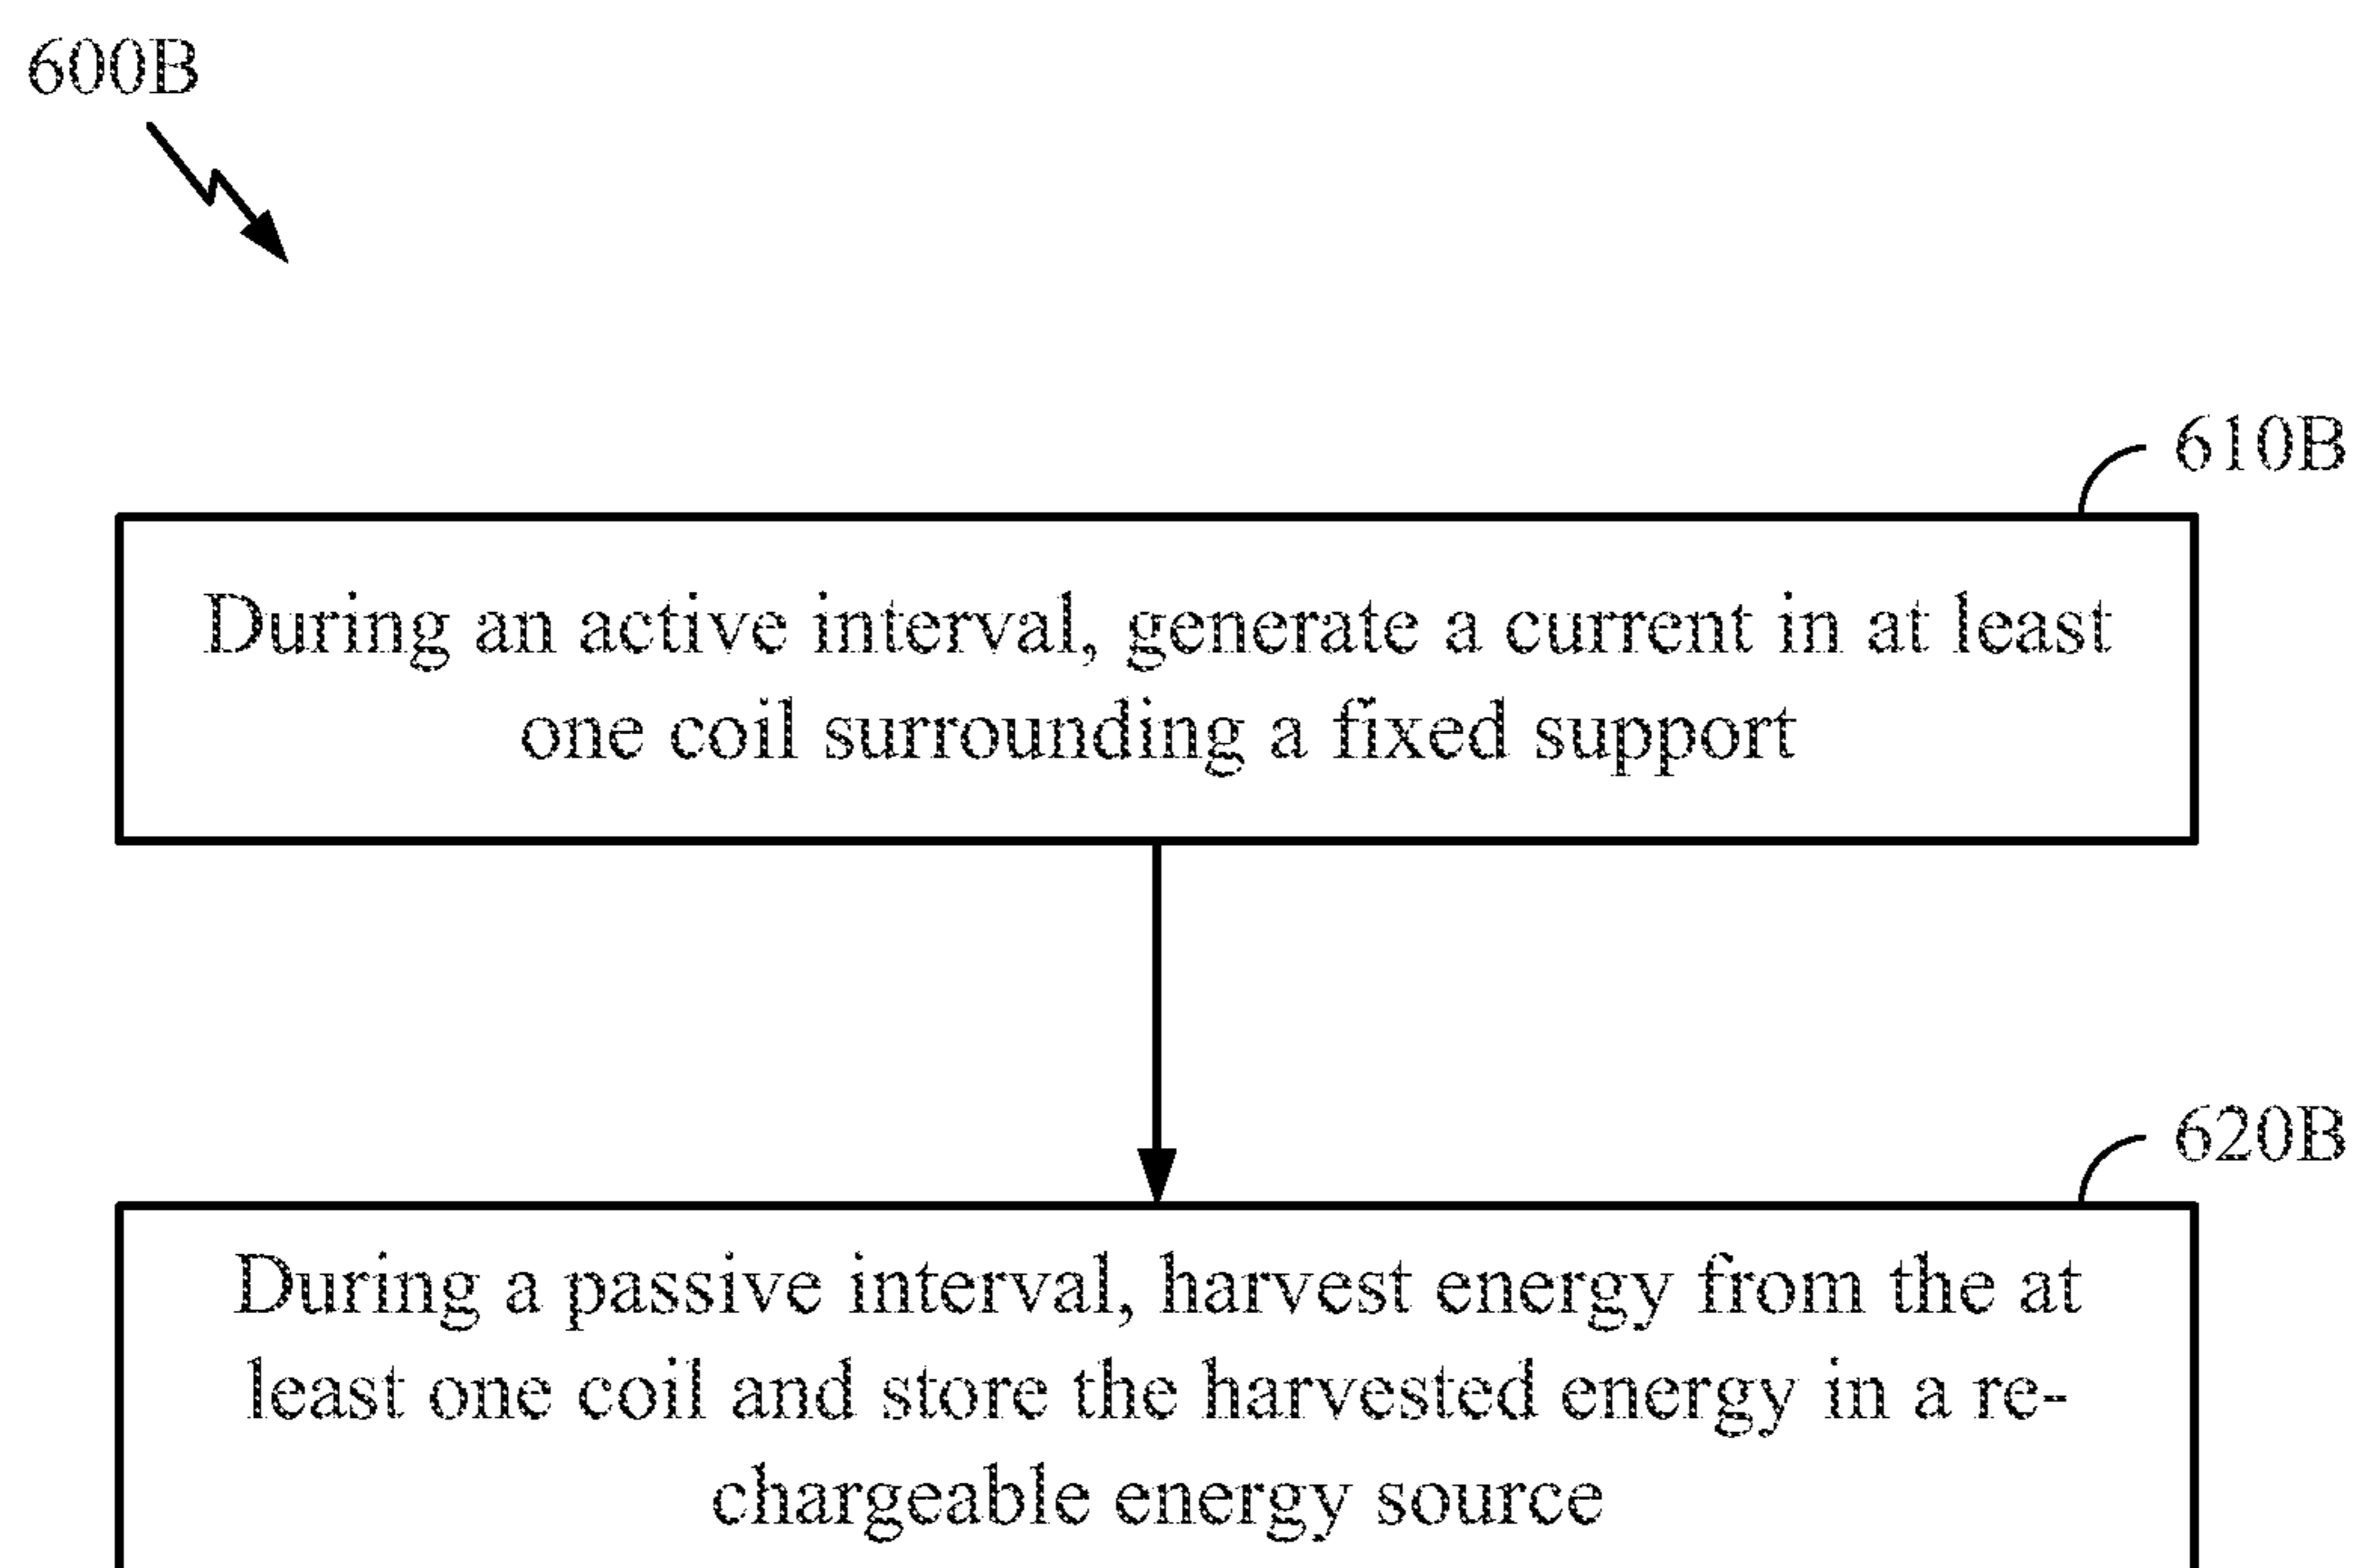 600B
610B
During an active interval, generate a current in at least
one coil surrounding a fixed support
620B
During a passive interval, harvest energy from the at
least one coil and store the harvested energy in a re-
chargeable energy source